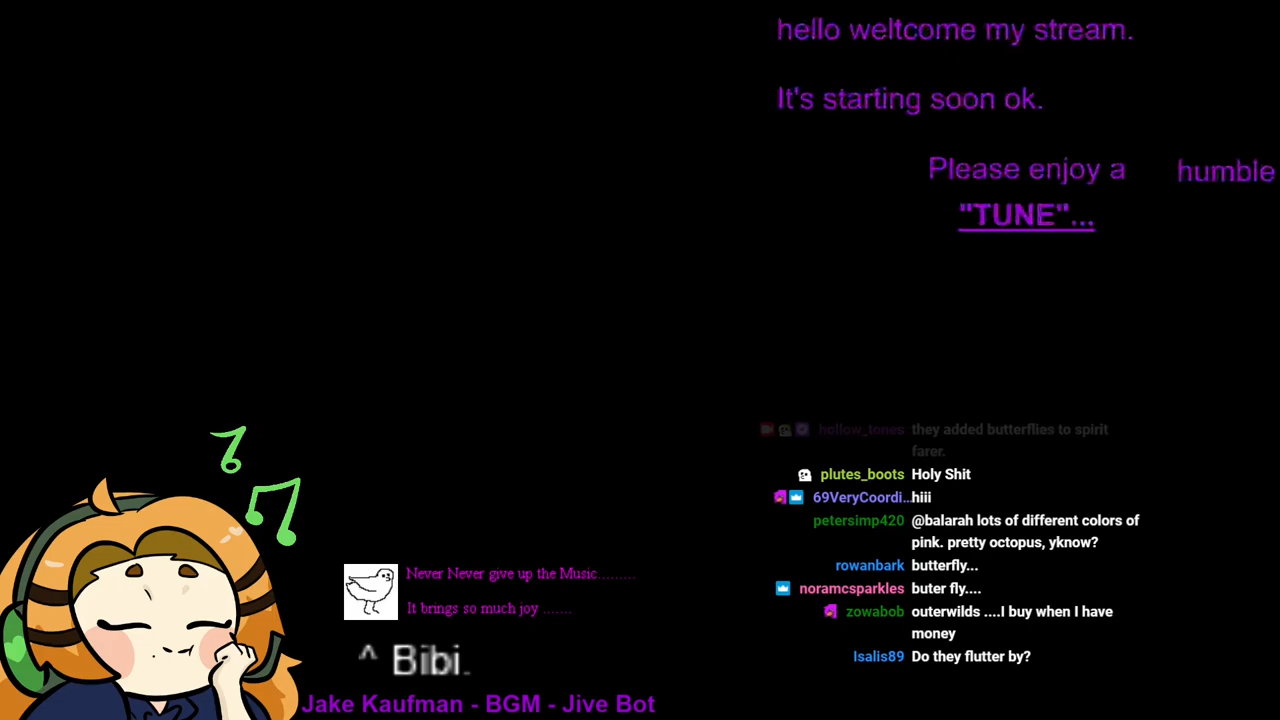 hello weltcome my stream.
It's starting soon ok.
Please enjoy a humble
"TUNE"...
hollow_tones they added butterflies to spirit
farer.
plutes_boots Holy Shit
69VeryCoordi... hiii
petersimp420 @balarah lots of different colors of
pink. pretty octopus, yknow?
rowanbark butterfly...
noramcsparkles buter fly....
zowabob outerwilds ....I buy when I have
money
Isalis89 Do they flutter by?
Never Never give up the Music.........
It brings so much joy .......
^ Bibi.
Jake Kaufman - BGM - Jive Bot